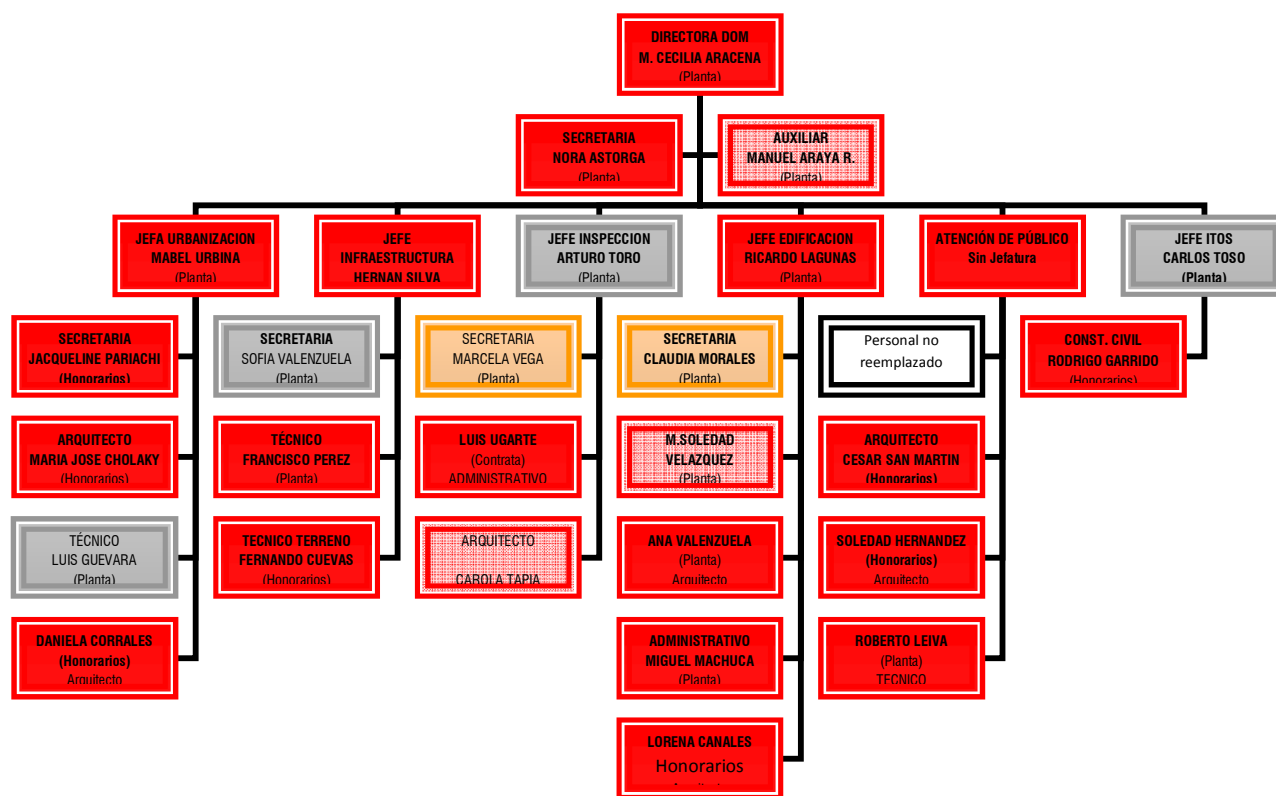 DIRECTORA DOM
M. CECILIA ARACENA
(Planta)
SECRETARIA
NORA ASTORGA
(Planta)
AUXILIAR
MANUEL ARAYA R.
(Planta)
JEFA URBANIZACION
MABEL URBINA
(Planta)
JEFE
INFRAESTRUCTURA
HERNAN SILVA
JEFE INSPECCION
ARTURO TORO
(Planta)
JEFE EDIFICACION
RICARDO LAGUNAS
(Planta)
ATENCIÓN DE PÚBLICO
Sin Jefatura
JEFE ITOS
CARLOS TOSO
(Planta)
SECRETARIA
JACQUELINE PARIACHI
(Honorarios)
SECRETARIA
SOFIA VALENZUELA
(Planta)
SECRETARIA
MARCELA VEGA
(Planta)
SECRETARIA
CLAUDIA MORALES
(Planta)
Personal no
reemplazado
CONST. CIVIL
RODRIGO GARRIDO
(Honorarios)
ARQUITECTO
MARIA JOSE CHOLAKY
(Honorarios)
TÉCNICO
FRANCISCO PEREZ
(Planta)
LUIS UGARTE
(Contrata)
ADMINISTRATIVO
M.SOLEDAD
VELAZQUEZ
(Planta)
ARQUITECTO
CESAR SAN MARTIN
(Honorarios)
TÉCNICO
LUIS GUEVARA
(Planta)
TECNICO TERRENO
FERNANDO CUEVAS
(Honorarios)
ARQUITECTO
CAROLA TAPIA
ANA VALENZUELA
(Planta)
Arquitecto
SOLEDAD HERNANDEZ
(Honorarios)
Arquitecto
DANIELA CORRALES
(Honorarios)
Arquitecto
ADMINISTRATIVO
MIGUEL MACHUCA
(Planta)
ROBERTO LEIVA
(Planta)
TECNICO
LORENA CANALES
Honorarios